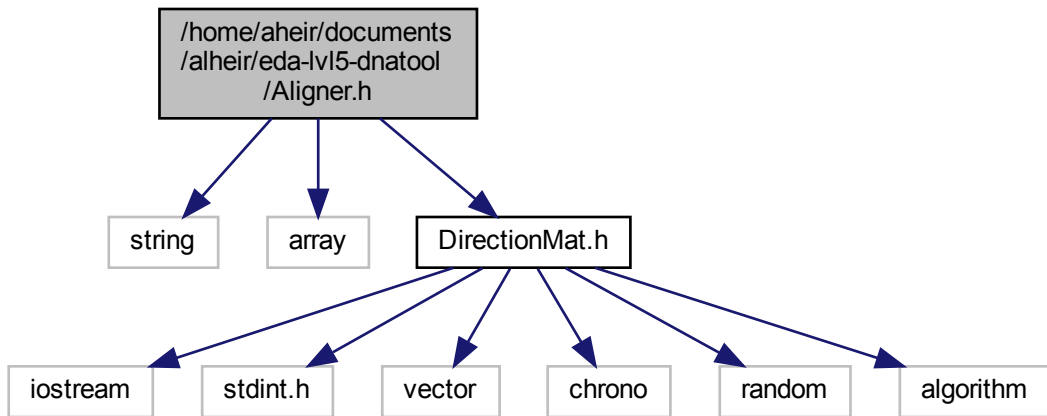 /home/aheir/documents
/alheir/eda-lvl5-dnatool
/Aligner.h
string
array
DirectionMat.h
iostream
stdint.h
vector
chrono
random
algorithm